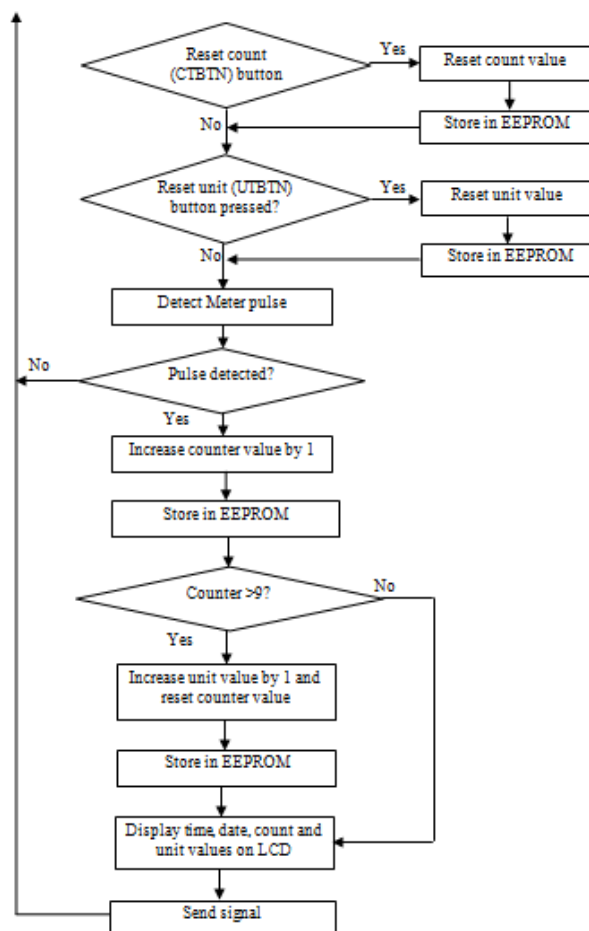 Reset count
(CTBTN) button
Yes
Reset count value
Store in EEPROM
No
Reset unit (UTBTN)
button pressed?
Yes
Reset unit value
Store in EEPROM
No
Detect Meter pulse
Pulse detected?
No
Yes
Increase counter value by 1
Store in EEPROM
Counter >9?
No
Yes
Increase unit value by 1 and
reset counter value
Store in EEPROM
Display time, date, count and
unit values on LCD
Send signal